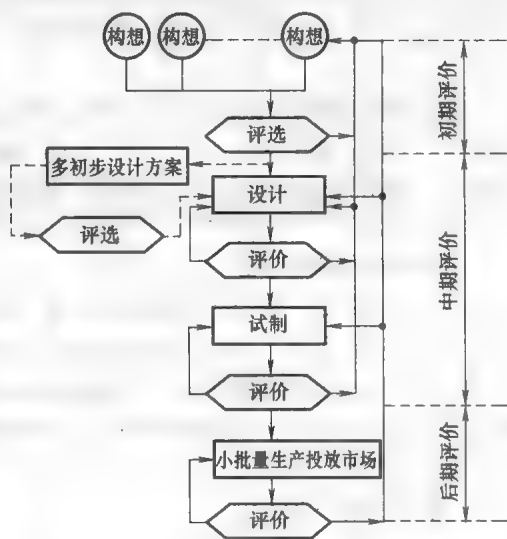 构想 构想 构想
评选
多初步设计方案
设计
评选
评价
试制
评价
小批量生产投放市场
评价
初期评价
中期评价
后期评价